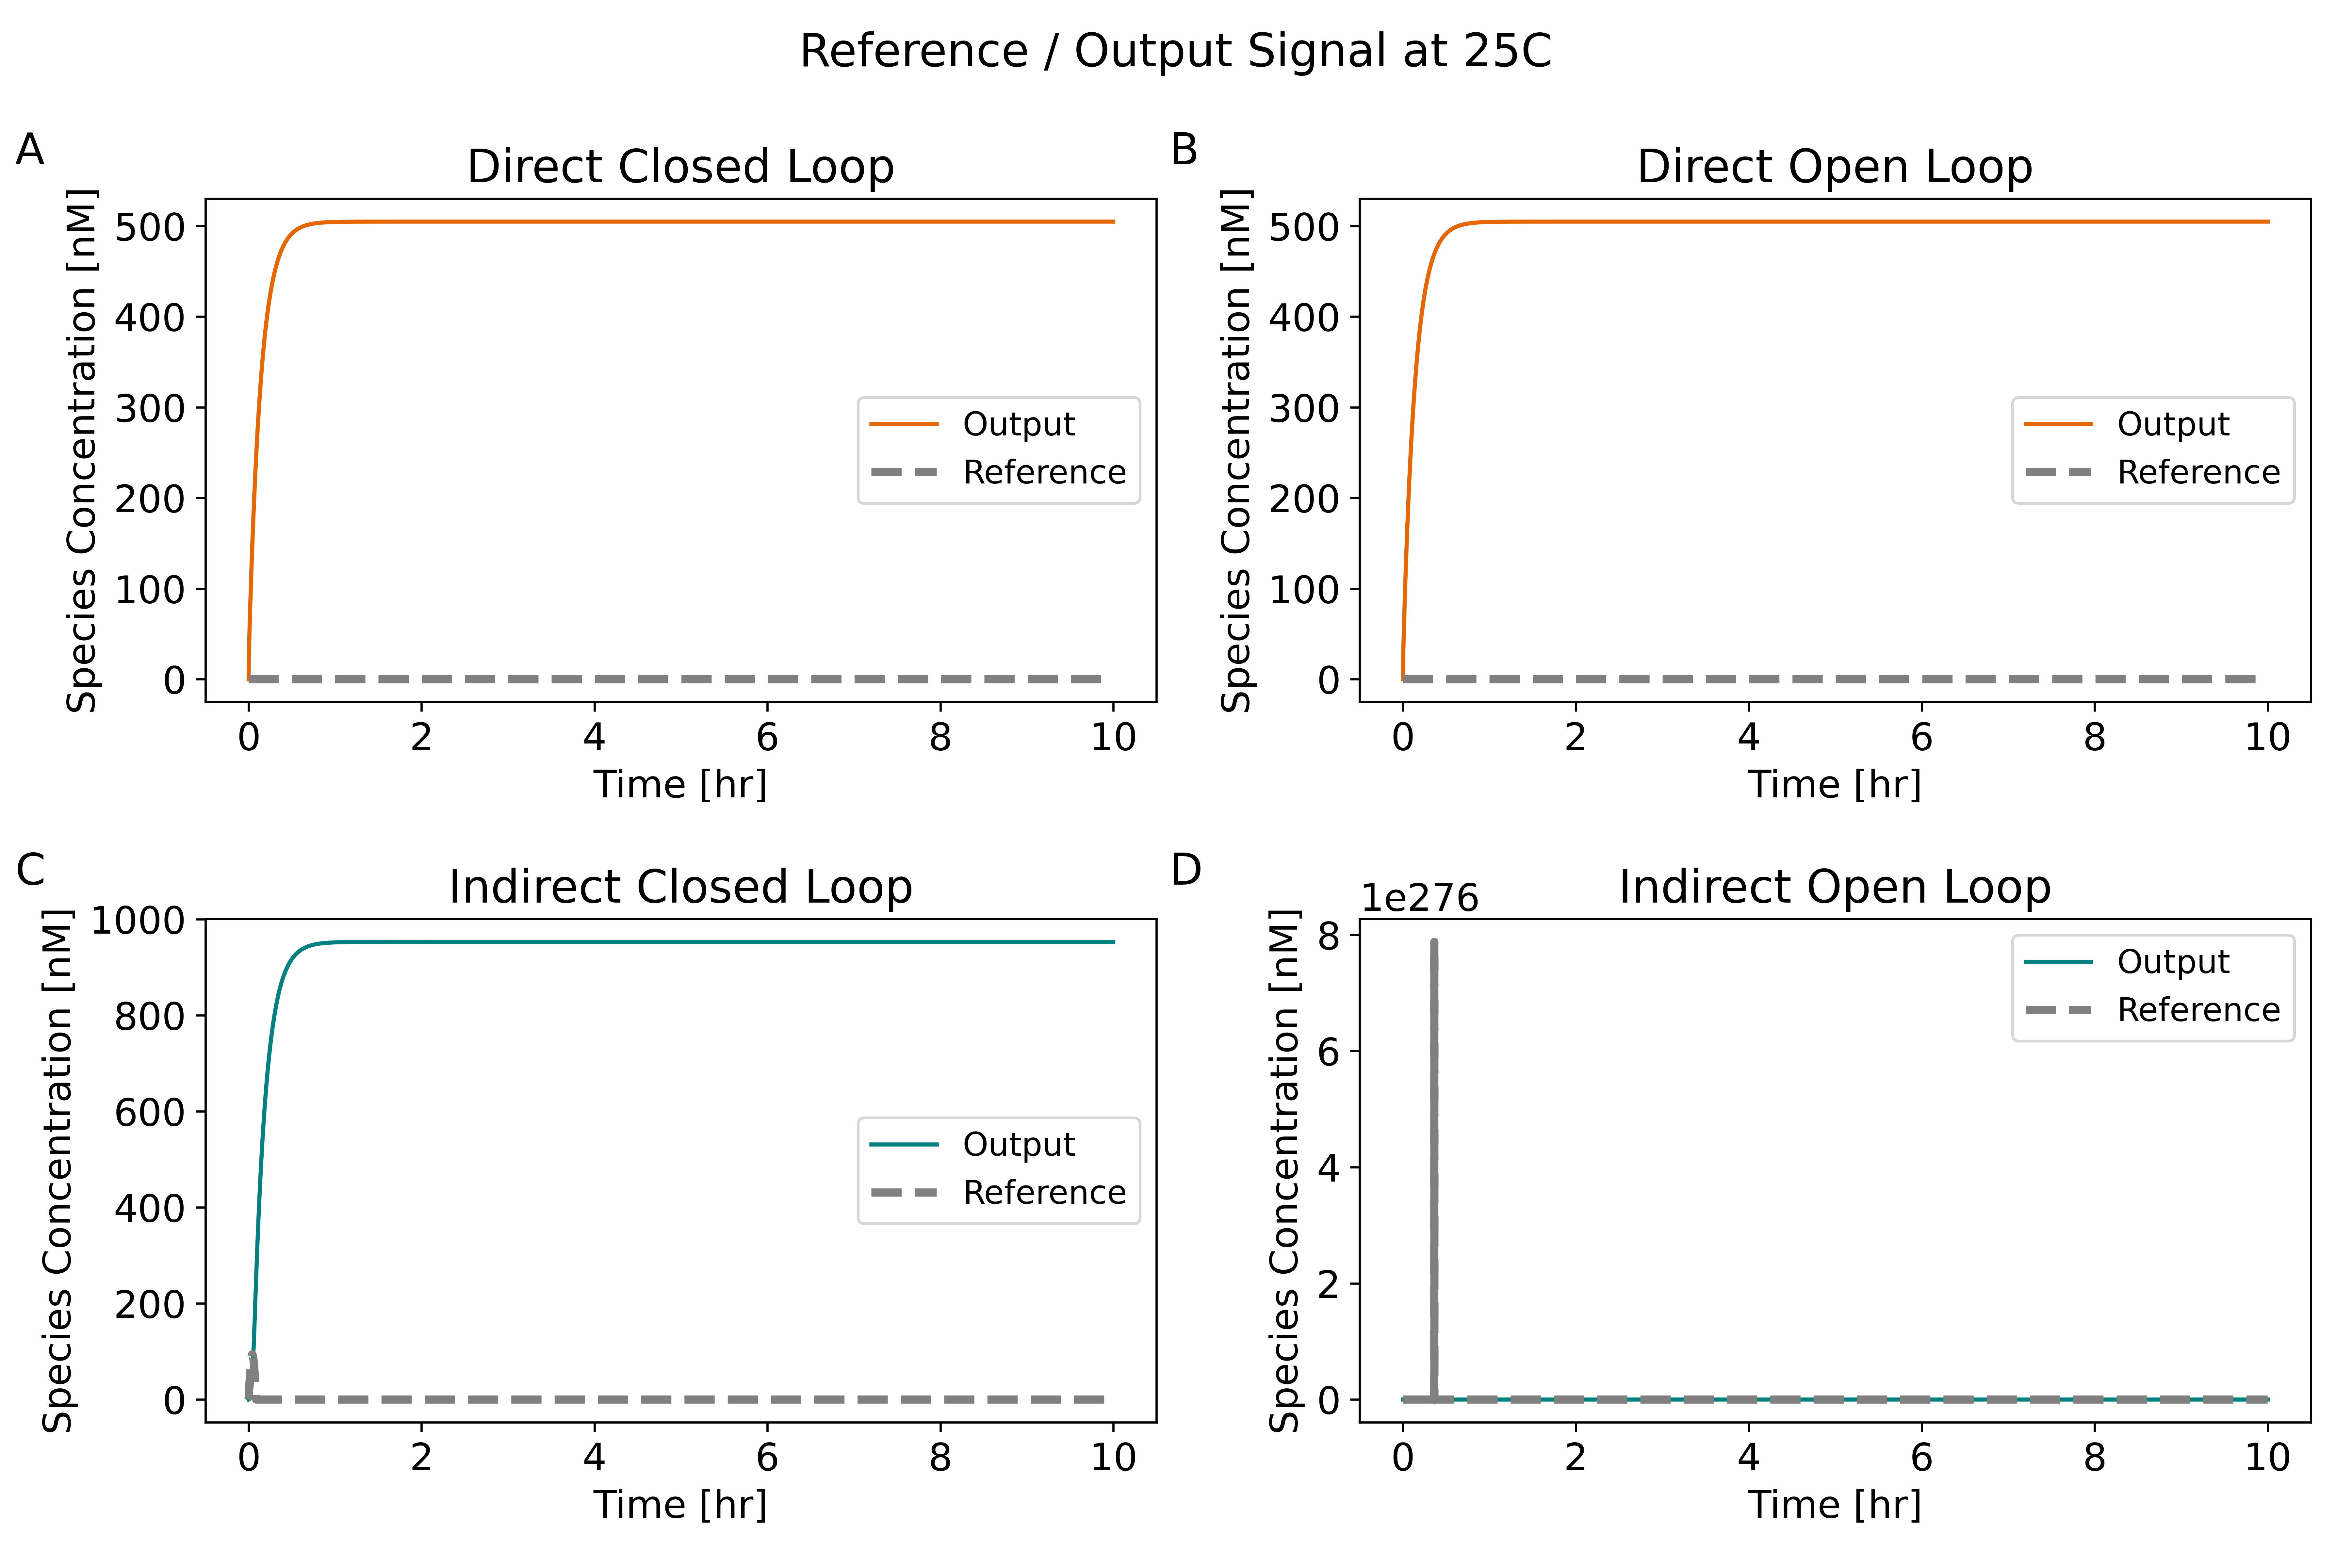 Reference / Output Signal at 25C
A
Direct Closed Loop
Species Concentration [nM]
500
400
300
200
100
0
Output
Reference
0 2 4 6 8 10
Time [hr]
B
Direct Open Loop
Species Concentration [nM]
500
400
300
200
100
0
Output
Reference
0 2 4 6 8 10
Time [hr]
C
Indirect Closed Loop
Species Concentration [nM]
1000
800
600
400
200
0
Output
Reference
0 2 4 6 8 10
Time [hr]
D
1e276
Indirect Open Loop
Species Concentration [nM]
8
6
4
2
0
Output
Reference
0 2 4 6 8 10
Time [hr]